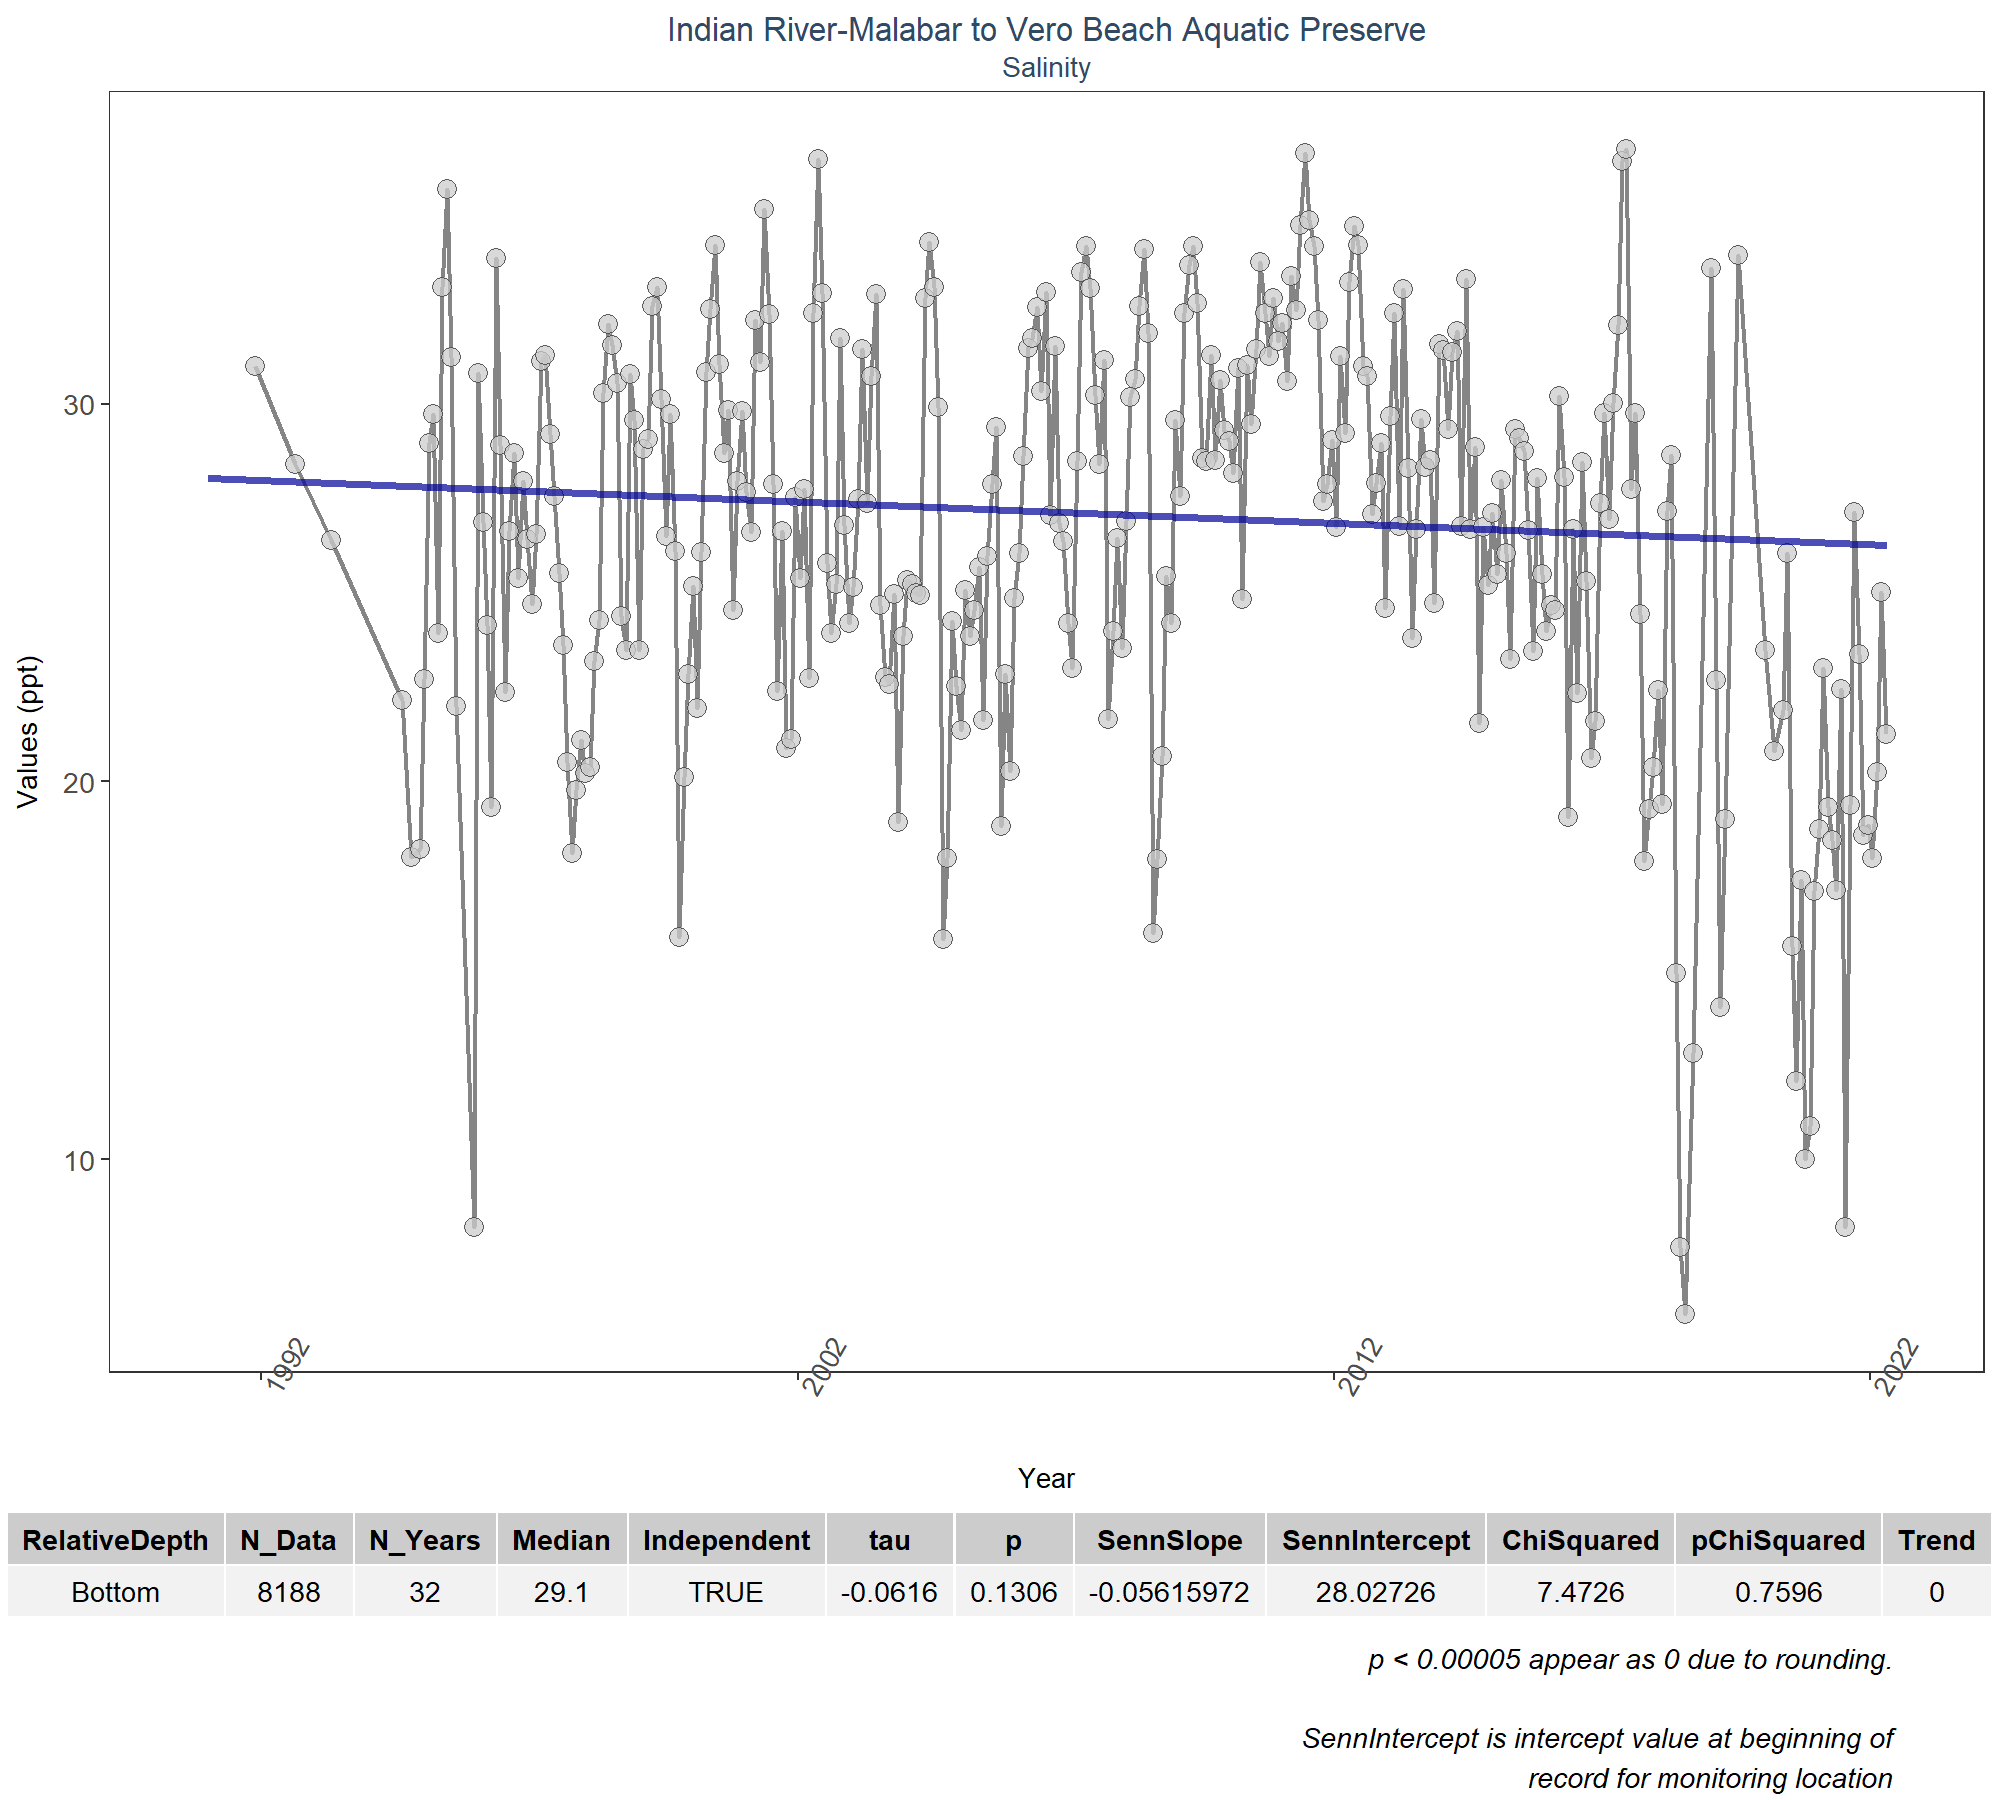 Indian River-Malabar to Vero Beach Aquatic Preserve
Salinity
Values (ppt)
30
20
10
1992
2002
2012
2022
Year
RelativeDepth N_Data N_Years Median Independent tau p SennSlope SennIntercept ChiSquared pChiSquared Trend
Bottom 8188 32 29.1 TRUE -0.0616 0.1306 -0.05615972 28.02726 7.4726 0.7596 0
p < 0.00005 appear as 0 due to rounding.
SennIntercept is intercept value at beginning of
record for monitoring location